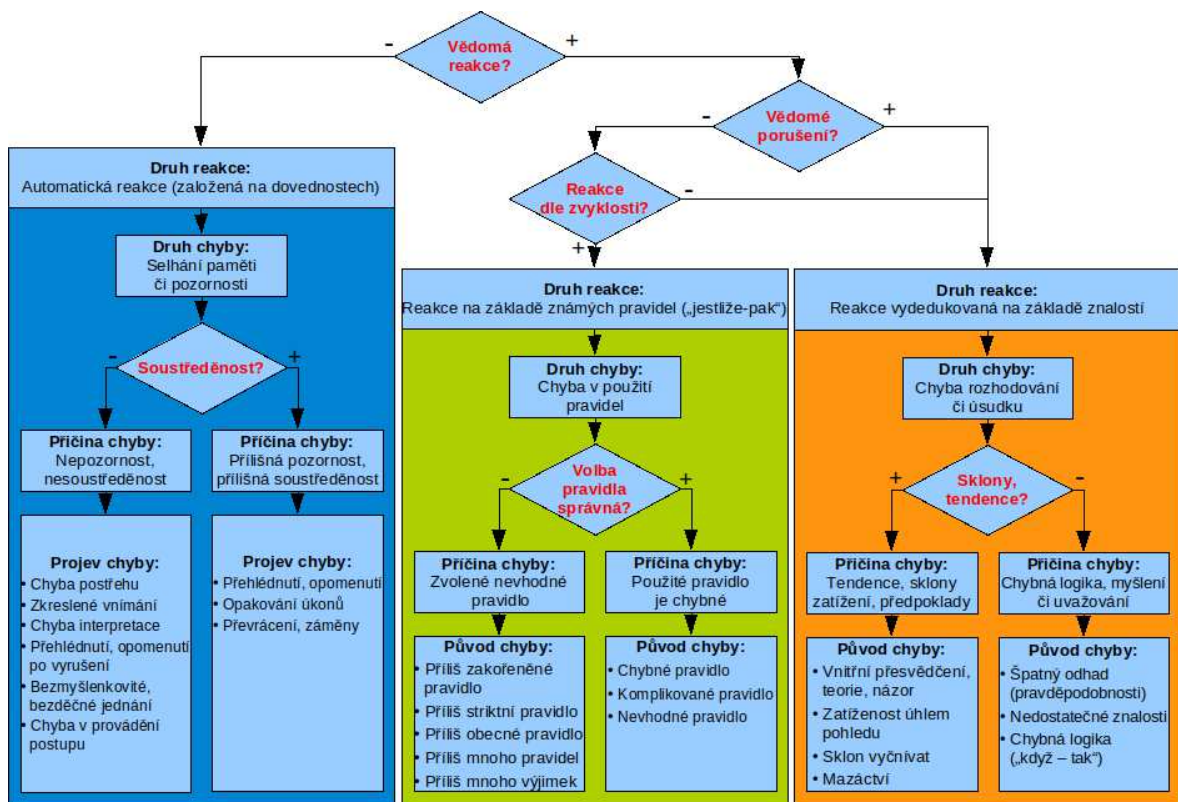 -
Vědomá
reakce?
+
-
Vědomé
porušení?
+
Druh reakce:
Automatická reakce (založená na dovednostech)
Druh chyby:
Selhání paměti
či pozornosti
-
Soustředěnost?
+
Příčina chyby:
Nepozornost,
nesoustředěnost
Příčina chyby:
Přílišná pozornost,
přílišná soustředěnost
Projev chyby:
• Chyba postřehu
• Zkreslené vnímání
• Chyba interpretace
• Přehlédnutí, opomenutí
po vyrušení
• Bezmyšlenkovité,
bezděčné jednání
• Chyba v provádění
postupu
Projev chyby:
• Přehlédnutí, opomenutí
• Opakování úkonů
• Převrácení, záměny
Reakce
dle zvyklosti?
-
+
Druh reakce:
Reakce na základě známých pravidel („jestliže-pak“)
Druh chyby:
Chyba v použití
pravidel
-
Volba
pravidla
správná?
+
Příčina chyby:
Zvolené nevhodné
pravidlo
Příčina chyby:
Použité pravidlo
je chybné
Původ chyby:
• Příliš zakořeněné
pravidlo
• Příliš striktní pravidlo
• Příliš obecné pravidlo
• Příliš mnoho pravidel
• Příliš mnoho výjimek
Původ chyby:
• Chybné pravidlo
• Komplikované pravidlo
• Nevhodné pravidlo
Druh reakce:
Reakce vydedukovaná na základě znalostí
Druh chyby:
Chyba rozhodování
či úsudku
+
Sklony,
tendence?
-
Příčina chyby:
Tendence, sklony
zatížení, předpoklady
Příčina chyby:
Chybná logika, myšlení
či uvažování
Původ chyby:
• Vnitřní přesvědčení,
teorie, názor
• Zatíženost úhlem
pohledu
• Sklon vyčnívat
• Mazáctví
Původ chyby:
• Špatný odhad
(pravděpodobnosti)
• Nedostatečné znalosti
• Chybná logika
(„když – tak“)